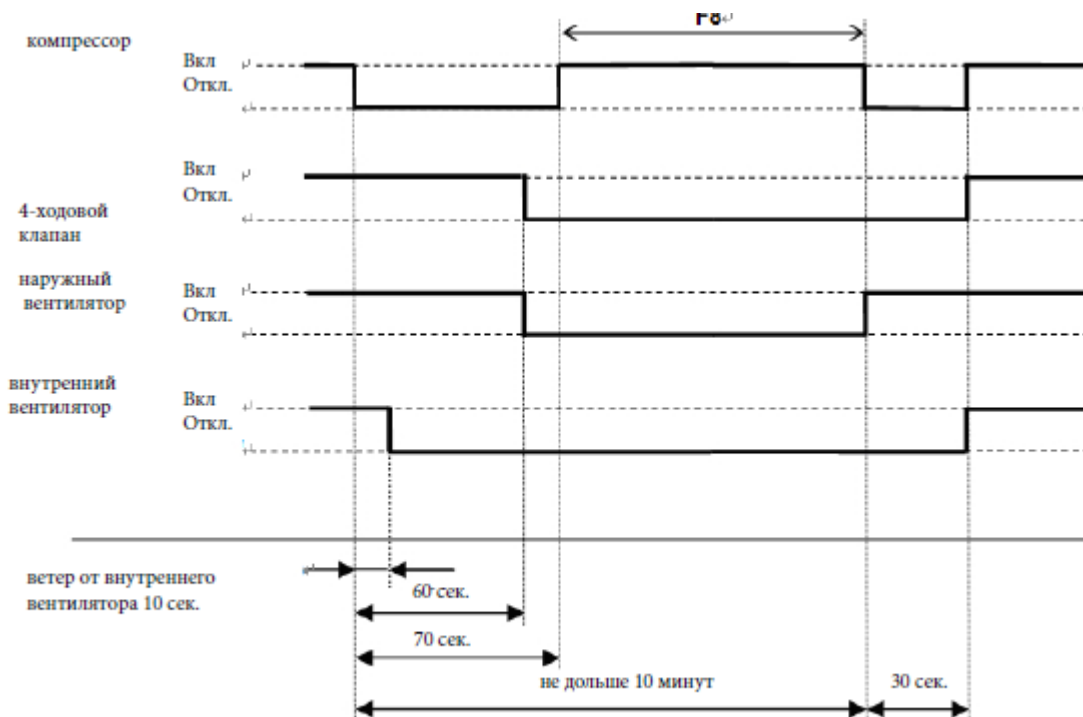 F8
компрессор
Вкл
Откл.
Вкл
Откл.
4-ходовой
клапан
наружный
вентилятор
Вкл
Откл.
внутренний
вентилятор
Вкл
Откл.
ветер от внутреннего
вентилятора 10 сек.
60 сек.
70 сек.
не дольше 10 минут
30 сек.